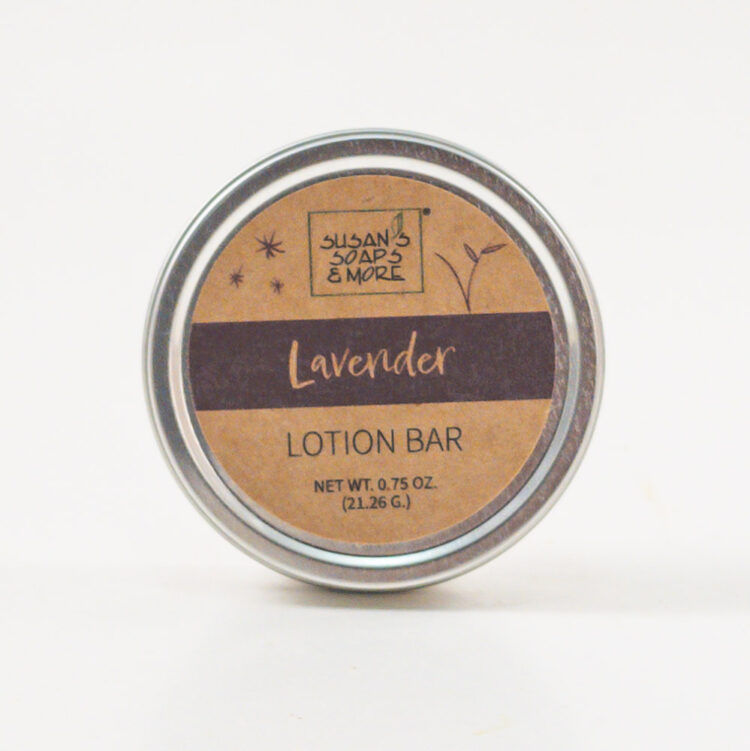 SUSAN'S
SOAPS
& MORE
®
Lavender
LOTION BAR
NET WT. 0.75 OZ.
(21.26 G.)